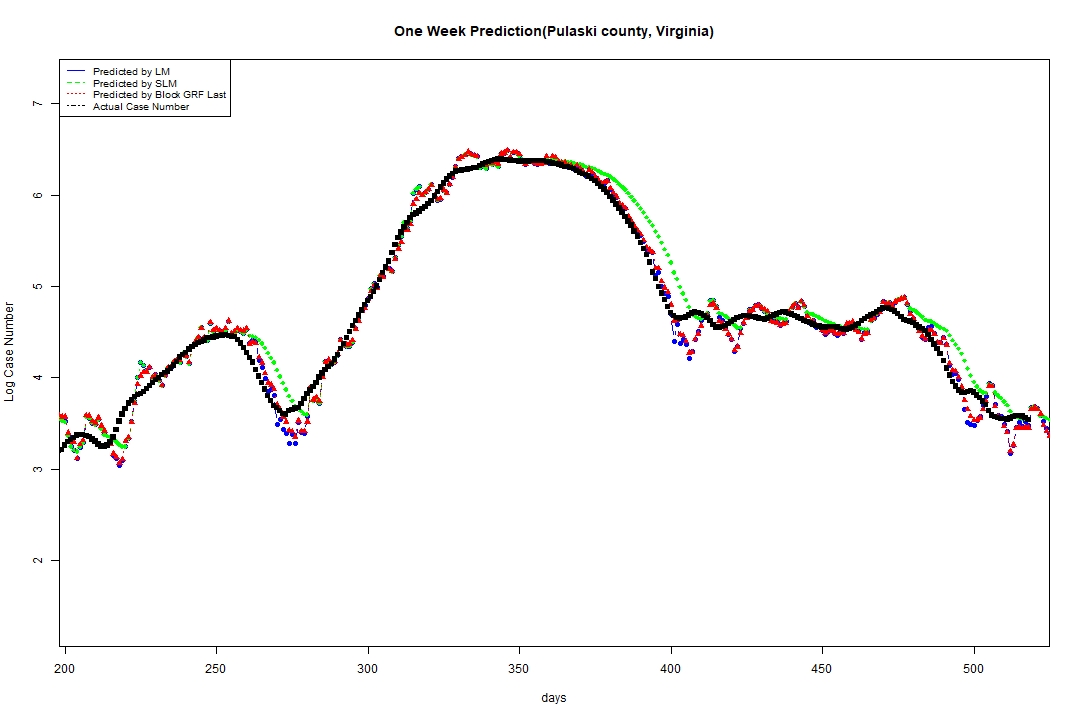 One Week Prediction(Pulaski county, Virginia)
Predicted by LM
Predicted by SLM
Predicted by Block GRF Last
Actual Case Number
7
6
5
4
3
2
Log Case Number
200 250 300 350 400 450 500
days